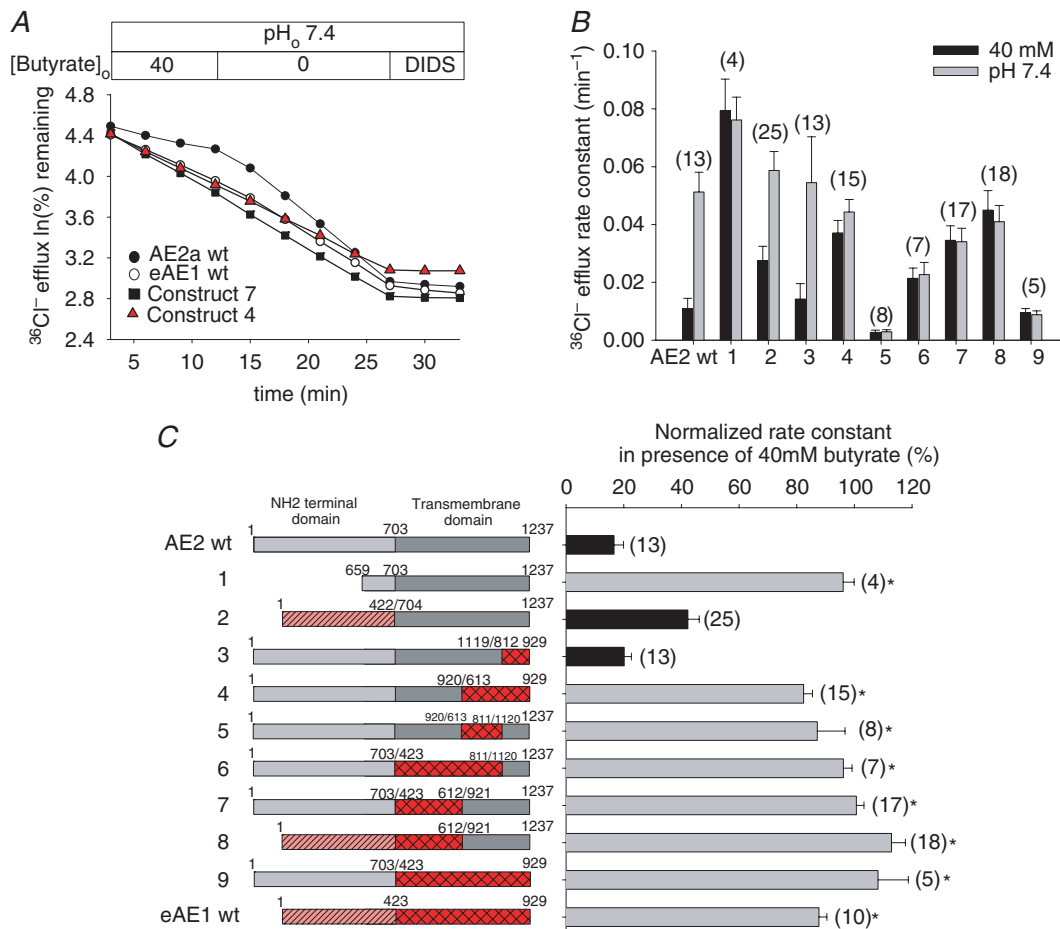 A
pHo 7.4
[Butyrate]o 40 0 DIDS
36Cl− efflux ln(%) remaining
4.8
4.4
4.0
3.6
3.2
2.8
2.4
AE2a wt
eAE1 wt
Construct 7
Construct 4
5 10 15 20 25 30
time (min)
B
36Cl− efflux rate constant (min−1)
0.10
0.08
0.06
0.04
0.02
0.00
40 mM
pH 7.4
(13) (4) (25) (13) (15) (8) (7) (17) (18) (5)
AE2 wt 1 2 3 4 5 6 7 8 9
C
Normalized rate constant
in presence of 40mM butyrate (%)
0 20 40 60 80 100 120
NH2 terminal
domain
Transmembrane
domain
1 703 1237
AE2 wt (13)
659 703 1237
1 (4)*
1 422/704 1237
2 (25)
1 1119/812 929
3 (13)
1 920/613 929
4 (15)*
1 920/613 811/1120 1237
5 (8)*
1 703/423 811/1120 1237
6 (7)*
1 703/423 612/921 1237
7 (17)*
1 612/921 1237
8 (18)*
1 703/423 929
9 (5)*
1 423 929
eAE1 wt (10)*